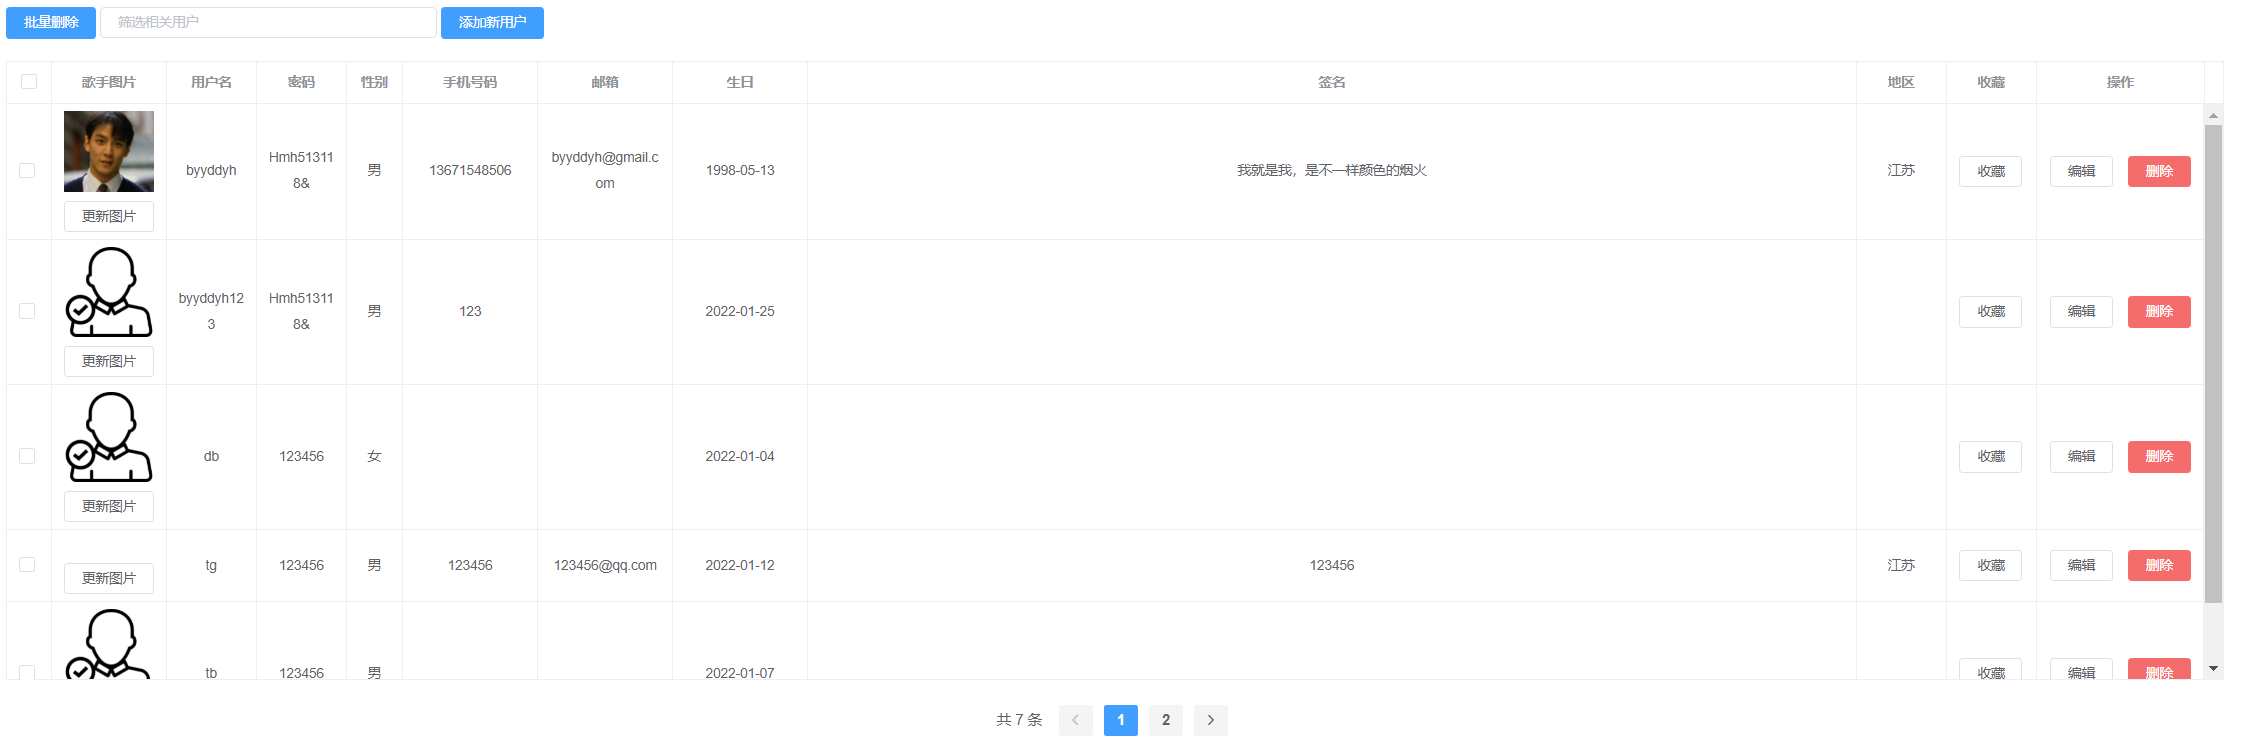 批量删除 筛选相关用户 添加新用户
歌手图片 用户名 密码 性别 手机号码 邮箱 生日 签名 地区 收藏 操作
byyddyh Hmh513118& 男 13671548506 byyddyh@gmail.com 1998-05-13 我就是我，是不一样颜色的烟火 江苏 收藏 编辑 删除
更新图片
byyddyh123 Hmh513118& 男 123 2022-01-25 收藏 编辑 删除
更新图片
db 123456 女 2022-01-04 收藏 编辑 删除
更新图片
tg 123456 男 123456 123456@qq.com 2022-01-12 123456 江苏 收藏 编辑 删除
更新图片
tb 123456 男 2022-01-07 收藏 编辑 删除
共 7 条 1 2